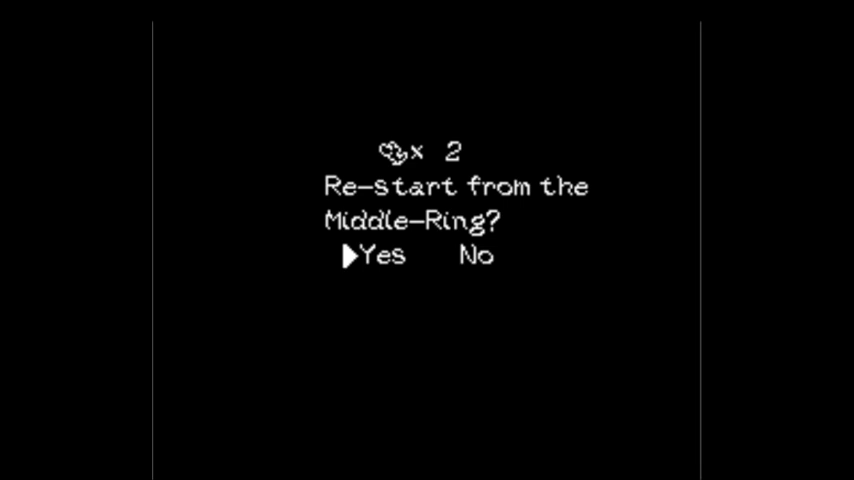 x 2
Re-start from the
Middle-Ring?
Yes No